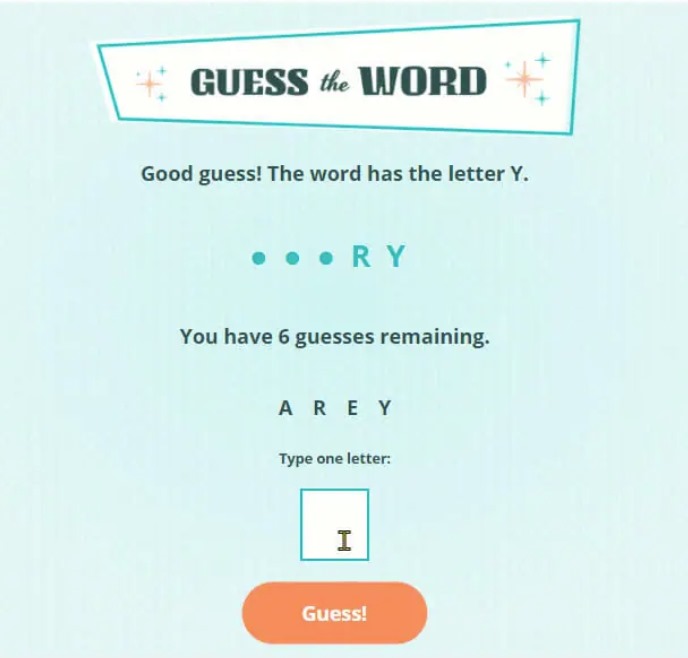 GUESS the WORD
Good guess! The word has the letter Y.
● ● ● R Y
You have 6 guesses remaining.
A R E Y
Type one letter:
Guess!